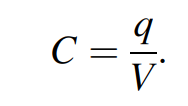 C = q/V.